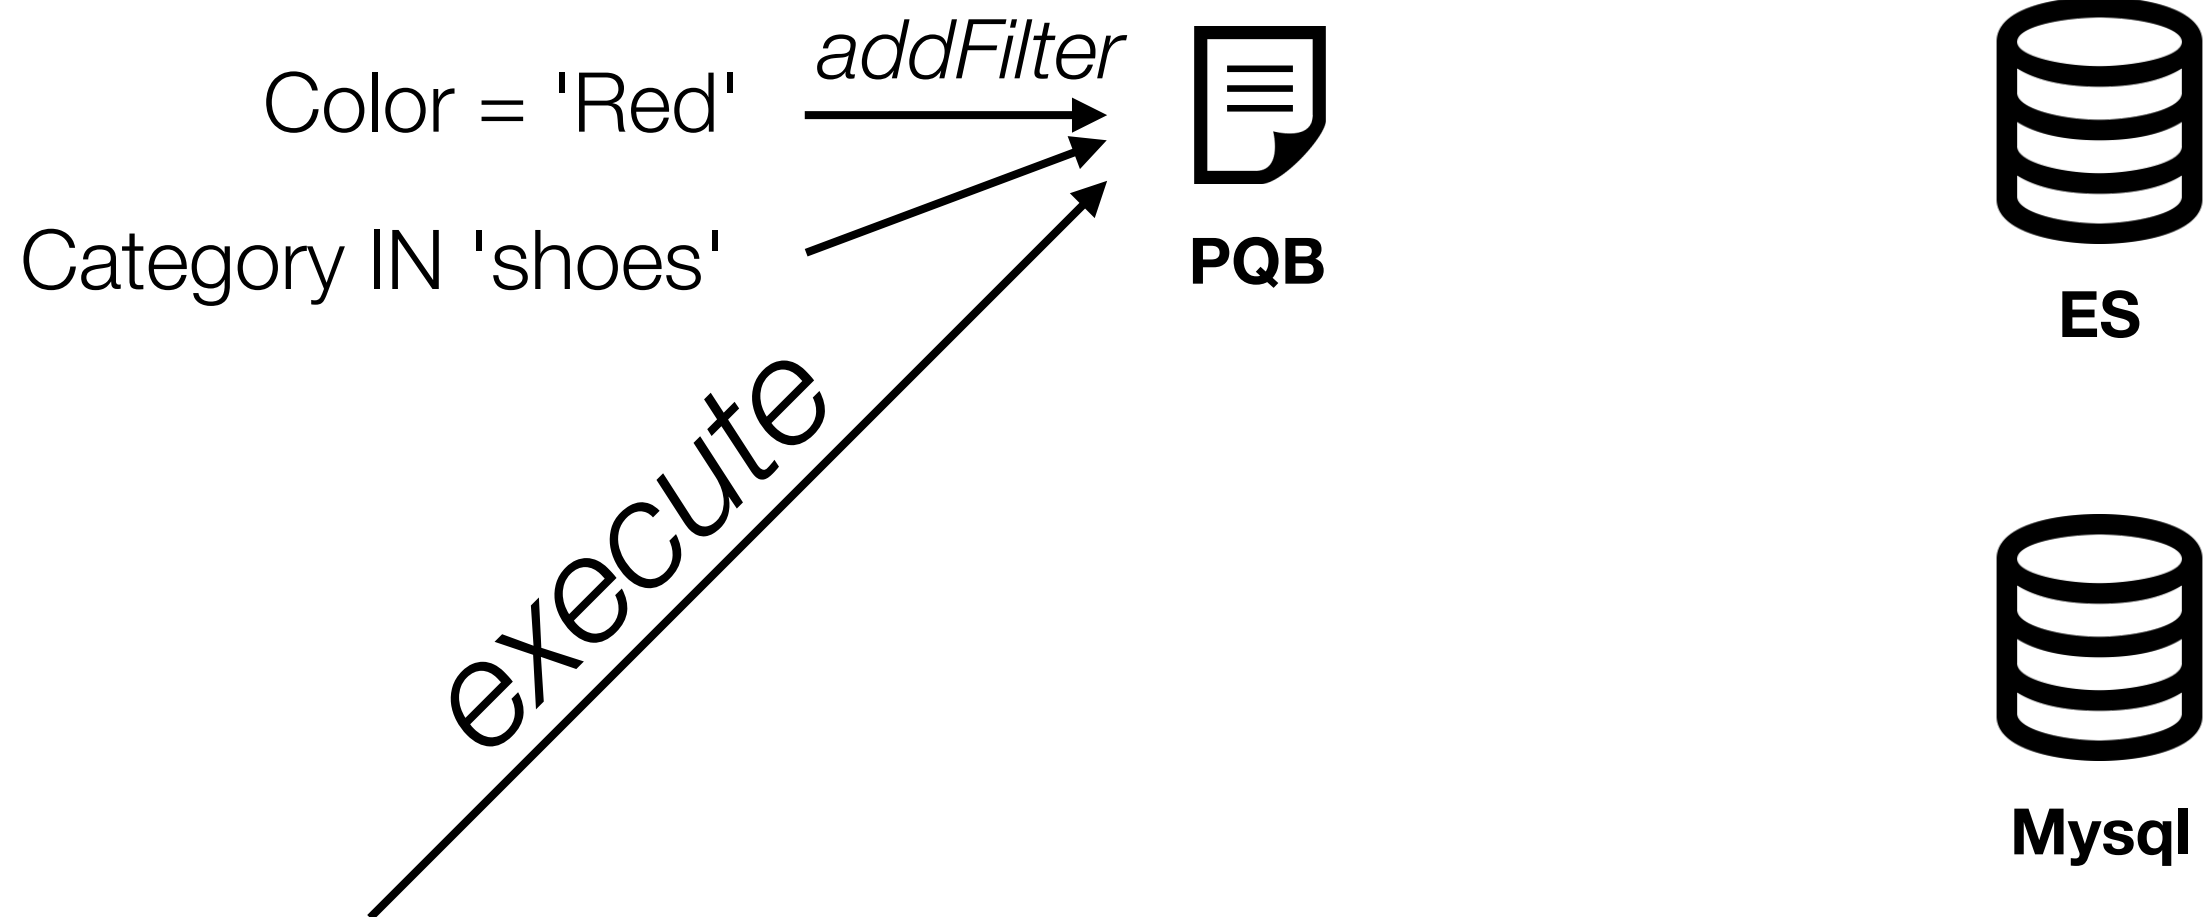 addFilter
Color = 'Red'
Category IN 'shoes'
PQB
ES
execute
Mysql